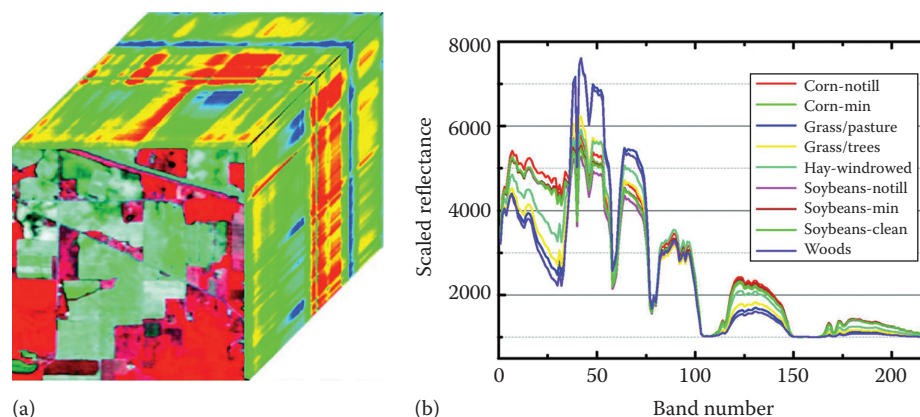 (a)
(b)
Scaled reflectance
8000
6000
4000
2000
0
50
100
150
200
Band number
Corn-notill
Corn-min
Grass/pasture
Grass/trees
Hay-windrowed
Soybeans-notill
Soybeans-min
Soybeans-clean
Woods